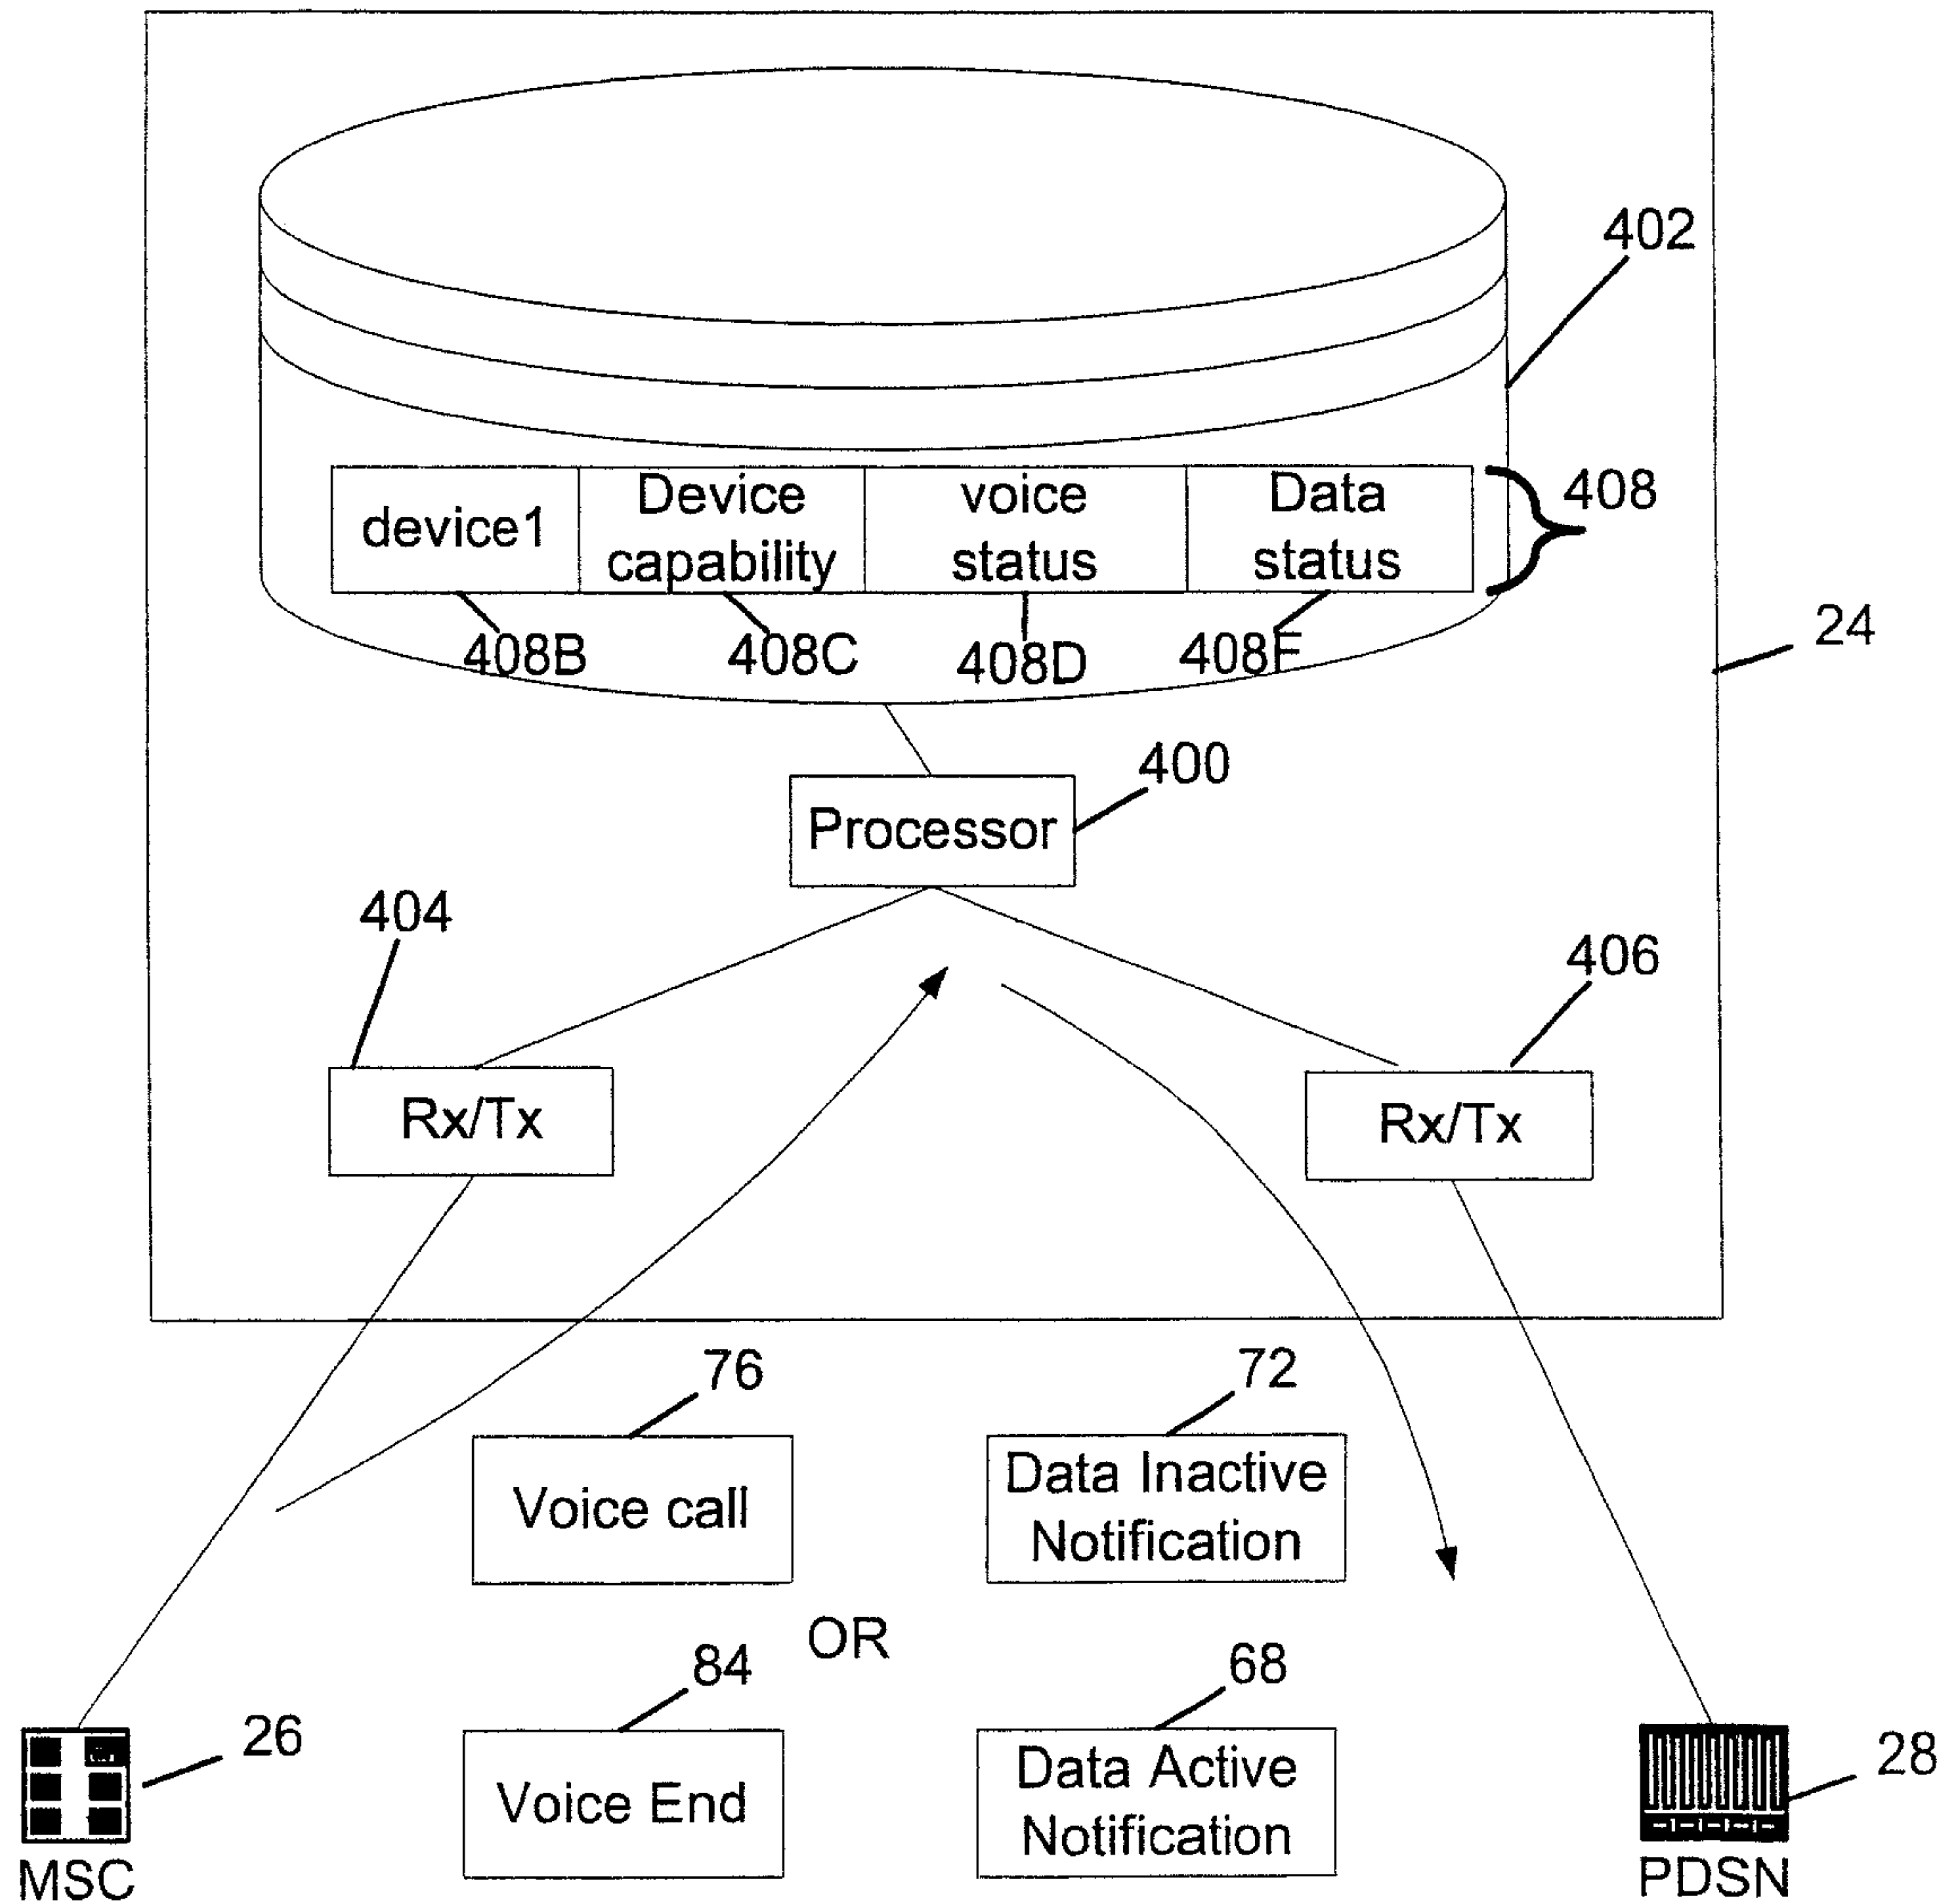 402
device1
Device
capability
voice
status
Data
status
408
408B
408C
408D
408F
24
400
Processor
404
406
Rx/Tx
Rx/Tx
76
72
Voice call
Data Inactive
Notification
OR
84
68
26
Voice End
Data Active
Notification
28
MSC
PDSN